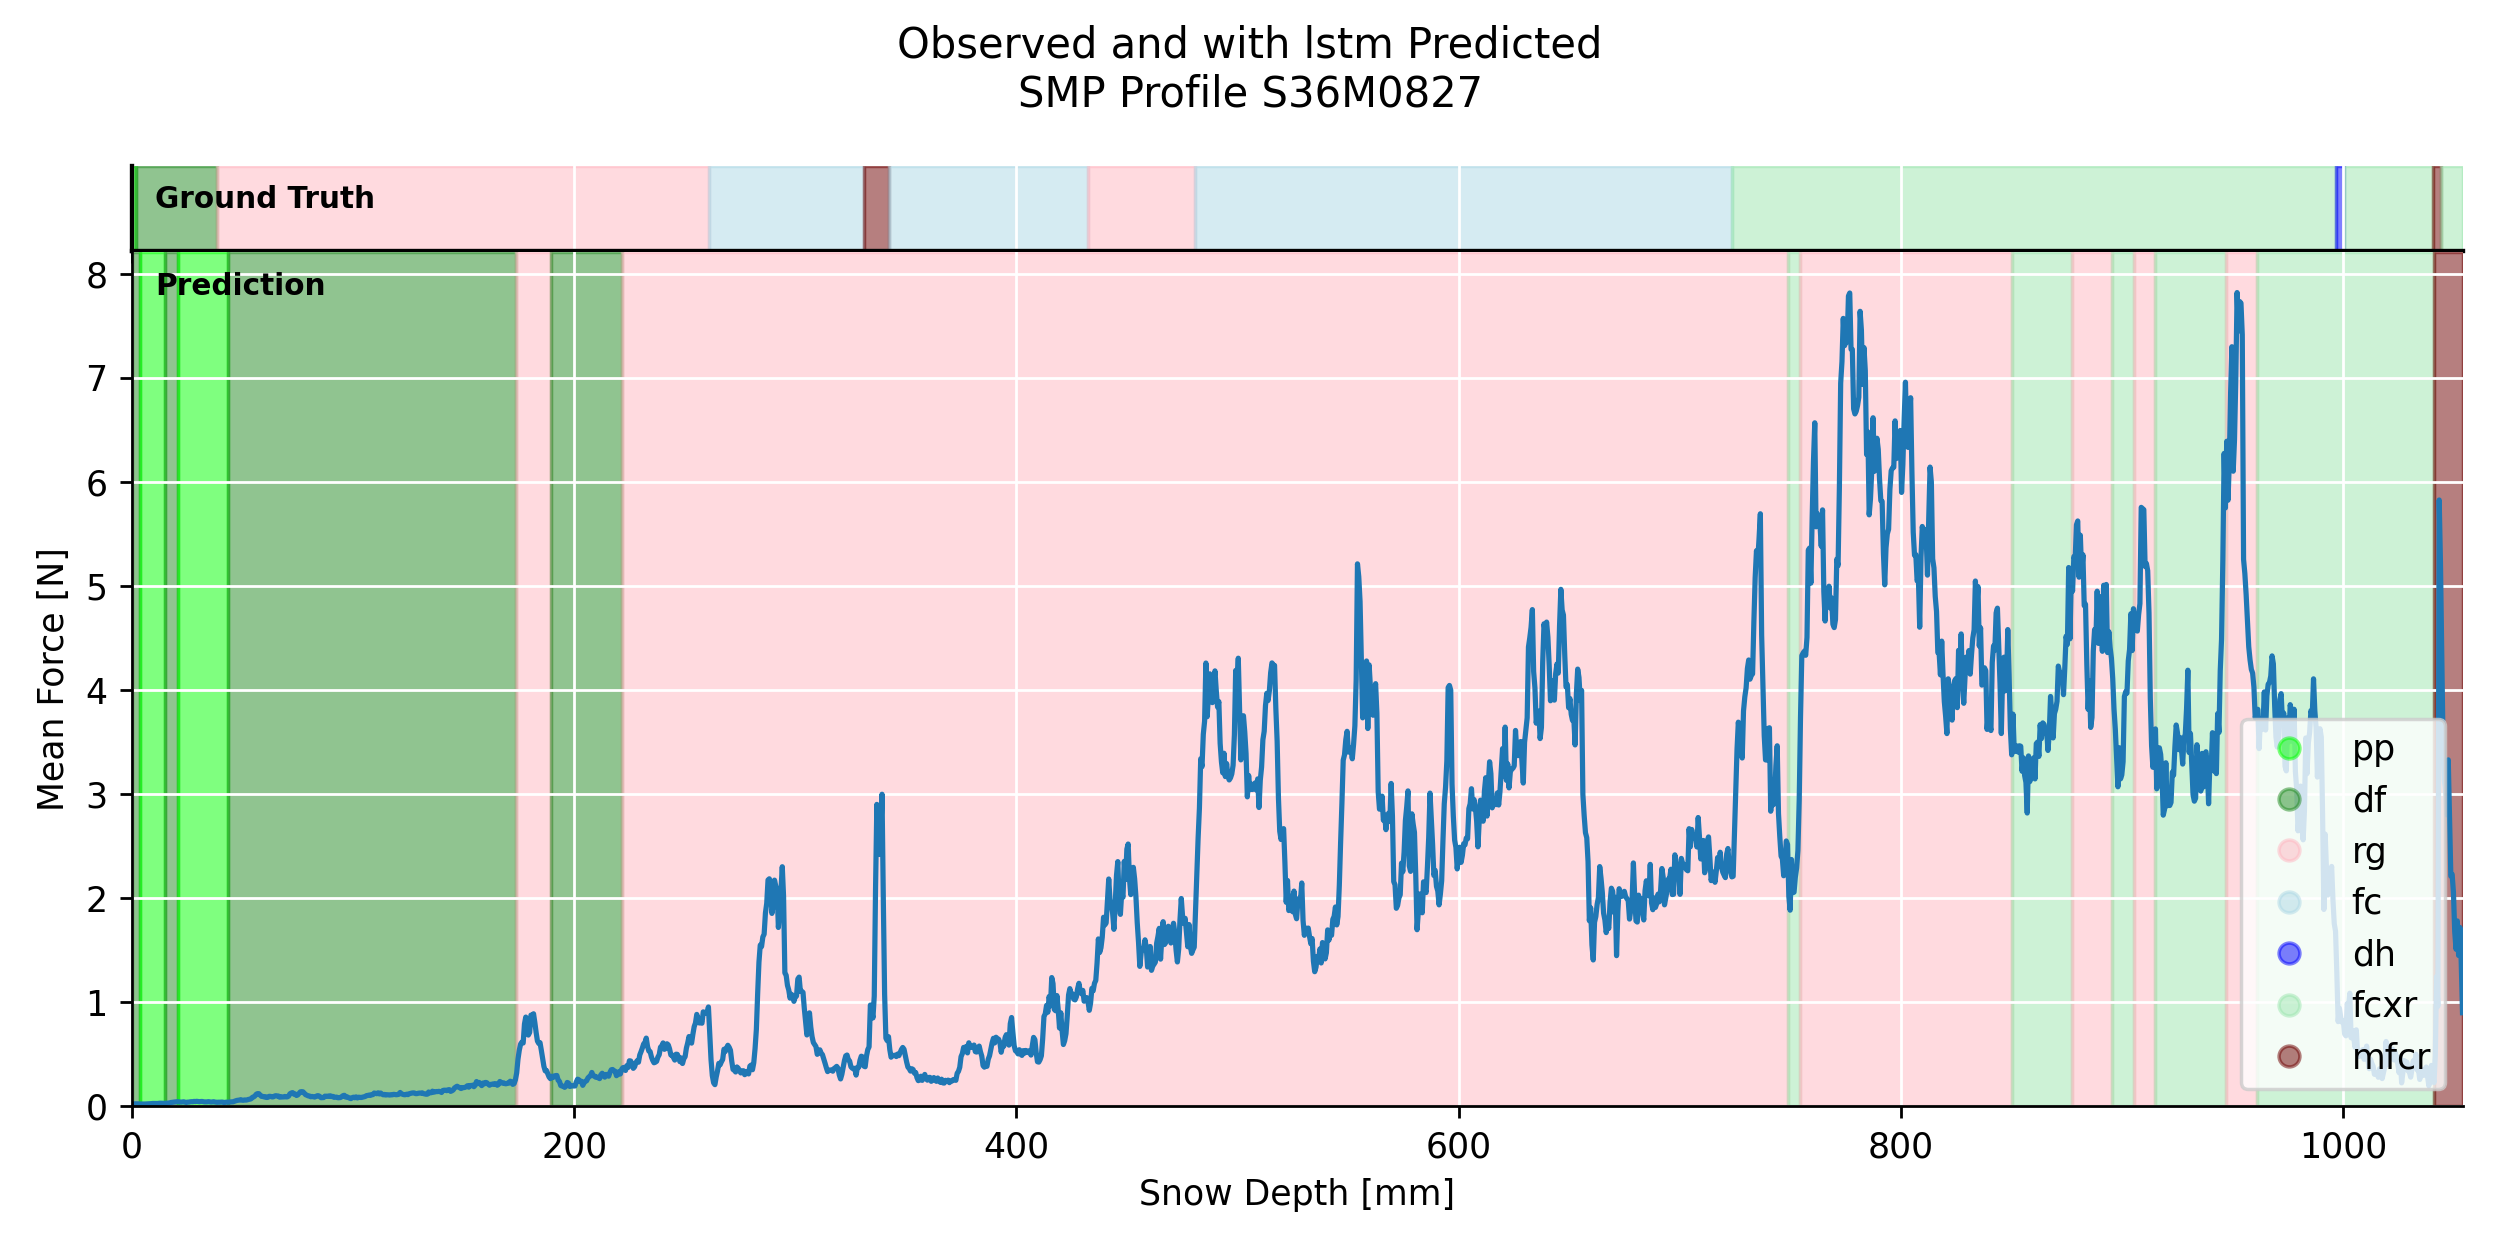 Observed and with lstm Predicted
SMP Profile S36M0827
Ground Truth
Prediction
8
7
6
5
4
3
2
1
0
Mean Force [N]
pp
df
rg
fc
dh
fcxr
mfcr
0 200 400 600 800 1000
Snow Depth [mm]